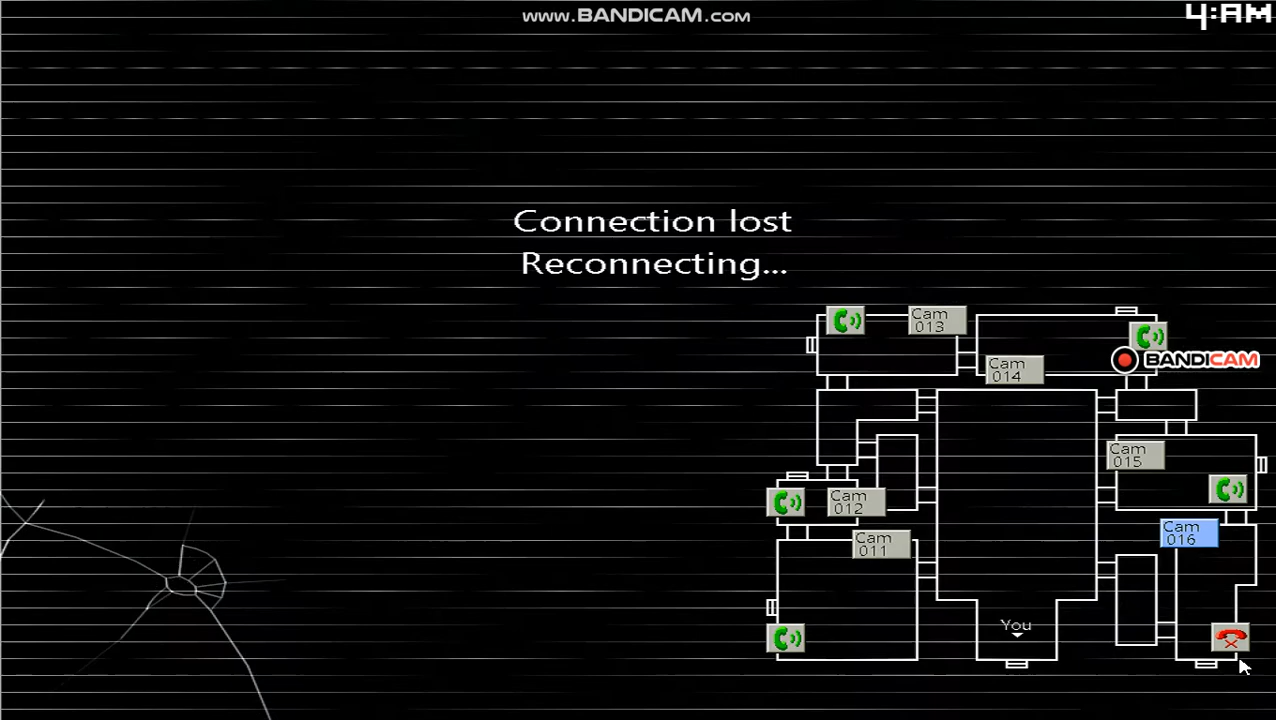 www.BANDICAM.com
4:AM
Connection lost
Reconnecting...
Cam
013
Cam
014
BANDICAM
Cam
015
Cam
012
Cam
016
Cam
011
You